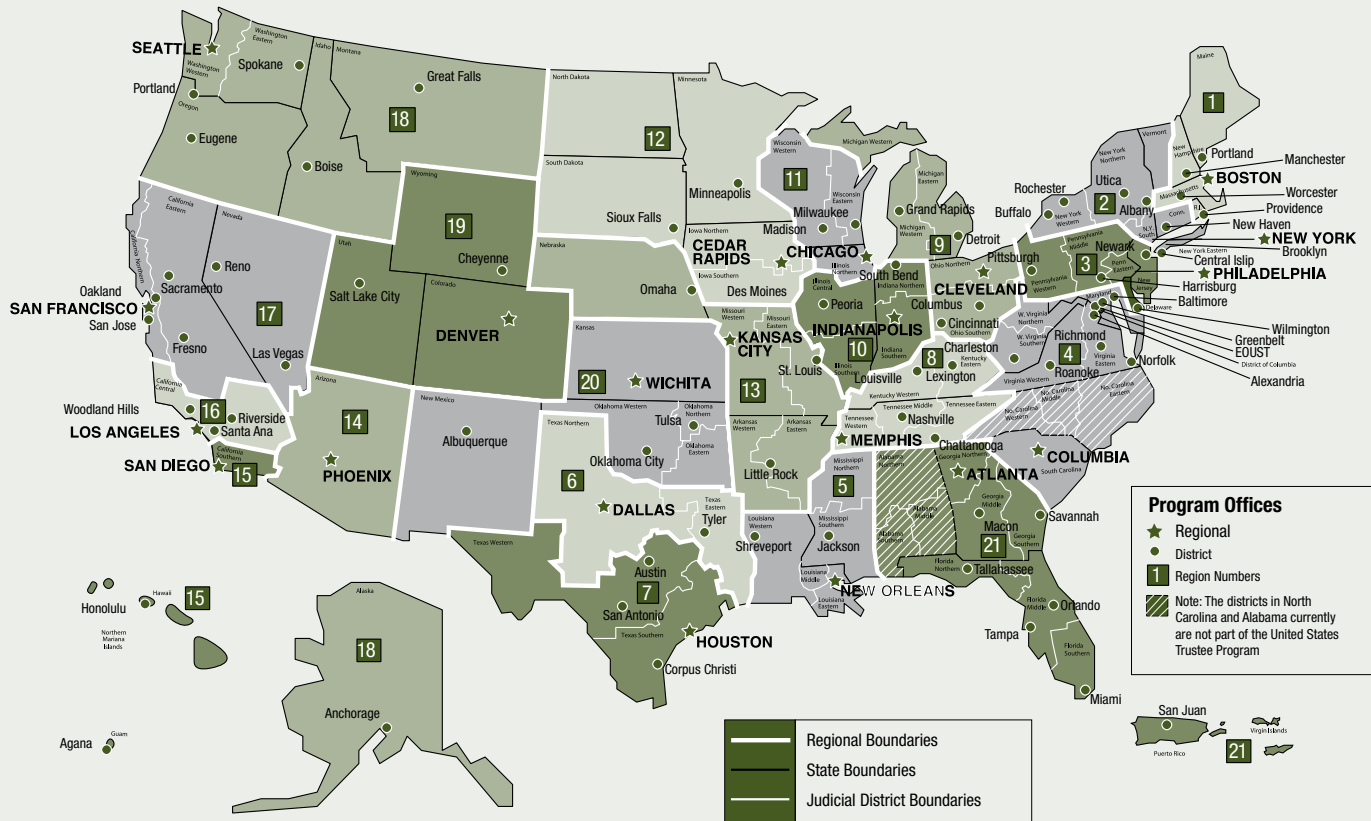 SEATTLE
Washington Eastern
Washington Western
Spokane
Idaho
Montana
Great Falls
18
Portland
Oregon
Eugene
Boise
North Dakota
Minnesota
12
South Dakota
Minneapolis
Sioux Falls
Wisconsin Western
11
Wisconsin Eastern
Milwaukee
Madison
Michigan Western
Michigan Eastern
Grand Rapids
Michigan Western
9
Detroit
Maine
1
Vermont
New Hampshire
New York Northern
Utica
2
Albany
Rochester
Buffalo
New York Western
Portland
Manchester
BOSTON
Massachusetts
Worcester
R.I.
Providence
Conn.
New Haven
N.Y. South
NEW YORK
New York Eastern
Brooklyn
Central Islip
PHILADELPHIA
Pennsylvania Middle
Newark
3
Penn Eastern
Pittsburgh
Pennsylvania Western
New Jersey
Harrisburg
Baltimore
Maryland
Delaware
Wilmington
Greenbelt
EOUST
District of Columbia
Alexandria
Wyoming
19
Cheyenne
Nebraska
Omaha
Iowa Northern
CEDAR RAPIDS
Iowa Southern
Des Moines
CHICAGO
Illinois Northern
South Bend
Indiana Northern
Illinois Central
Peoria
INDIANAPOLIS
10
Indiana Southern
Illinois Southern
Ohio Northern
CLEVELAND
Columbus
Cincinnati
Ohio Southern
W. Virginia Northern
W. Virginia Southern
Charleston
Richmond
4
Virginia Eastern
Roanoke
Virginia Western
Norfolk
California Eastern
California Northern
Nevada
Reno
Utah
Salt Lake City
Colorado
DENVER
Oakland
Sacramento
SAN FRANCISCO
San Jose
17
Fresno
Las Vegas
Kansas
20
WICHITA
Missouri Western
Missouri Eastern
KANSAS CITY
St. Louis
13
8
Kentucky Eastern
Louisville
Lexington
Kentucky Western
California Central
Woodland Hills
16
Riverside
LOS ANGELES
Santa Ana
California Southern
SAN DIEGO
15
Arizona
14
PHOENIX
New Mexico
Albuquerque
Oklahoma Western
Oklahoma Northern
Tulsa
Oklahoma City
Oklahoma Eastern
Arkansas Western
Arkansas Eastern
Little Rock
Tennessee Western
Tennessee Middle
Tennessee Eastern
Nashville
MEMPHIS
Chattanooga
No. Carolina Western
No. Carolina Middle
No. Carolina Eastern
COLUMBIA
South Carolina
Texas Northern
6
DALLAS
Texas Eastern
Tyler
Louisiana Western
Shreveport
Mississippi Northern
5
Mississippi Southern
Jackson
Louisiana Middle
NEW ORLEANS
Louisiana Eastern
Alabama Northern
Alabama Middle
Alabama Southern
Georgia Northern
ATLANTA
Georgia Middle
Macon
Savannah
21
Georgia Southern
Florida Northern
Tallahassee
Florida Middle
Orlando
Tampa
Florida Southern
Miami
Texas Western
Austin
7
San Antonio
Texas Southern
HOUSTON
Corpus Christi
Honolulu
Hawaii
15
Northern Mariana Islands
Agana
Guam
Alaska
18
Anchorage
San Juan
Puerto Rico
Virgin Islands
21
Program Offices
Regional
District
1
Region Numbers
Note: The districts in North
Carolina and Alabama currently
are not part of the United States
Trustee Program
Regional Boundaries
State Boundaries
Judicial District Boundaries